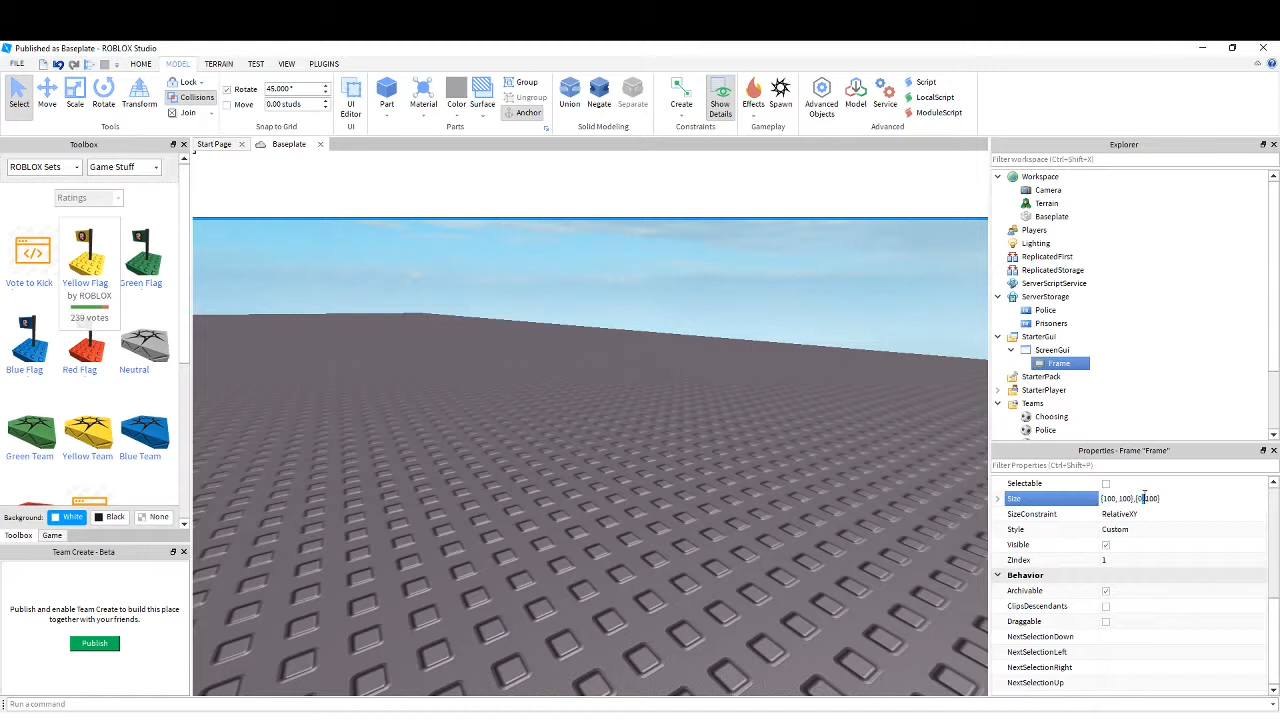 Published as Baseplate - ROBLOX Studio
FILE
HOME
MODEL
TERRAIN
TEST
VIEW
PLUGINS
Select
Move
Scale
Rotate
Transform
Lock
Collisions
Join
Tools
Rotate
45.000°
Move
0.00 studs
Snap to Grid
UI
Editor
UI
Part
Material
Color
Surface
Group
Ungroup
Anchor
Parts
Union
Negate
Separate
Solid Modeling
Create
Show
Details
Constraints
Effects
Spawn
Gameplay
Advanced
Objects
Model
Service
Script
LocalScript
ModuleScript
Advanced
Toolbox
ROBLOX Sets
Game Stuff
Ratings
Vote to Kick
Yellow Flag
by ROBLOX
239 votes
Green Flag
Blue Flag
Red Flag
Neutral
Green Team
Yellow Team
Blue Team
Background:
White
Black
None
Toolbox
Game
Team Create - Beta
Publish and enable Team Create to build this place
together with your friends.
Publish
Start Page
Baseplate
Explorer
Filter workspace (Ctrl+Shift+X)
Workspace
Camera
Terrain
Baseplate
Players
Lighting
ReplicatedFirst
ReplicatedStorage
ServerScriptService
ServerStorage
Police
Prisoners
StarterGui
ScreenGui
Frame
StarterPack
StarterPlayer
Teams
Choosing
Police
Properties - Frame "Frame"
Filter Properties (Ctrl+Shift+P)
Selectable
Size
{100, 100},{0, 100}
SizeConstraint
RelativeXY
Style
Custom
Visible
ZIndex
1
Behavior
Archivable
ClipsDescendants
Draggable
NextSelectionDown
NextSelectionLeft
NextSelectionRight
NextSelectionUp
Run a command